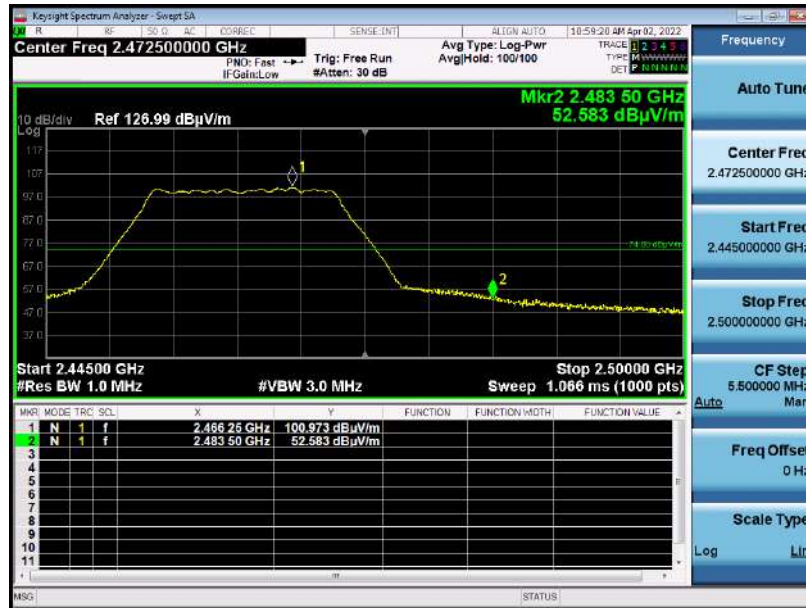 Keysight Spectrum Analyzer - Swept SA
R RF 50 Ω AC CORREC SENSE:INT ALIGN AUTO 10:59:20 AM Apr 02, 2022
Center Freq 2.472500000 GHz
PNO: Fast
IFGain:Low
Trig: Free Run
#Atten: 30 dB
Avg Type: Log-Pwr
Avg|Hold: 100/100
TRACE 1 2 3 4 5 6
TYPE M W W W W W
DET P N N N N N
Mkr2 2.483 50 GHz
52.583 dBµV/m
10 dB/div Ref 126.99 dBµV/m
Log
117
107
97.0
87.0
77.0
67.0
57.0
47.0
37.0
1
2
74.00 dBµV/m
Start 2.44500 GHz Stop 2.50000 GHz
#Res BW 1.0 MHz #VBW 3.0 MHz Sweep 1.066 ms (1000 pts)
MKR MODE TRC SCL X Y FUNCTION FUNCTION WIDTH FUNCTION VALUE
1 N 1 f 2.466 25 GHz 100.973 dBµV/m
2 N 1 f 2.483 50 GHz 52.583 dBµV/m
3
4
5
6
7
8
9
10
11
MSG STATUS
Frequency
Auto Tune
Center Freq
2.472500000 GHz
Start Freq
2.445000000 GHz
Stop Freq
2.500000000 GHz
CF Step
5.500000 MHz
Auto Man
Freq Offset
0 Hz
Scale Type
Log Lin